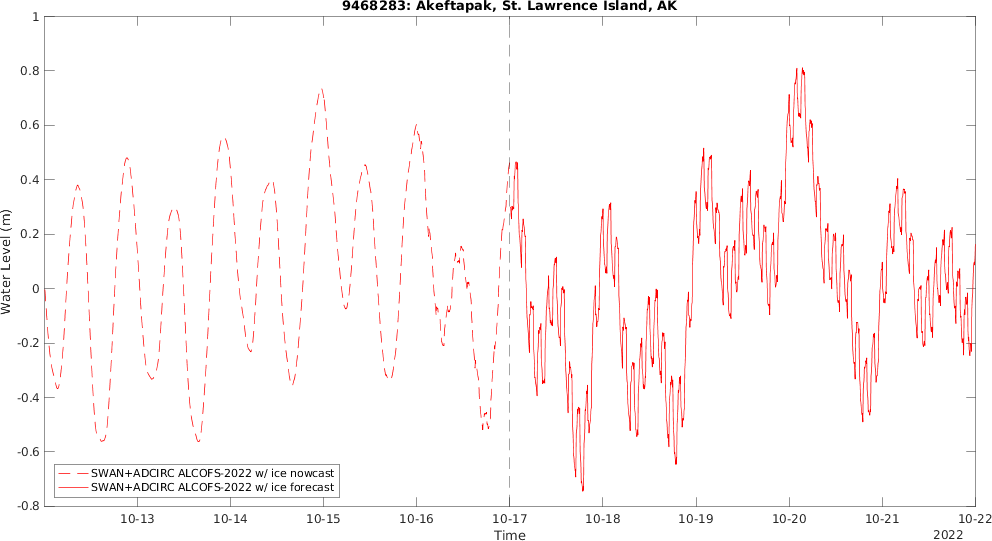 9468283: Akeftapak, St. Lawrence Island, AK
1
0.8
0.6
0.4
0.2
0
-0.2
-0.4
-0.6
-0.8
Water Level (m)
SWAN+ADCIRC ALCOFS-2022 w/ ice nowcast
SWAN+ADCIRC ALCOFS-2022 w/ ice forecast
10-13 10-14 10-15 10-16 10-17 10-18 10-19 10-20 10-21 10-22
Time
2022